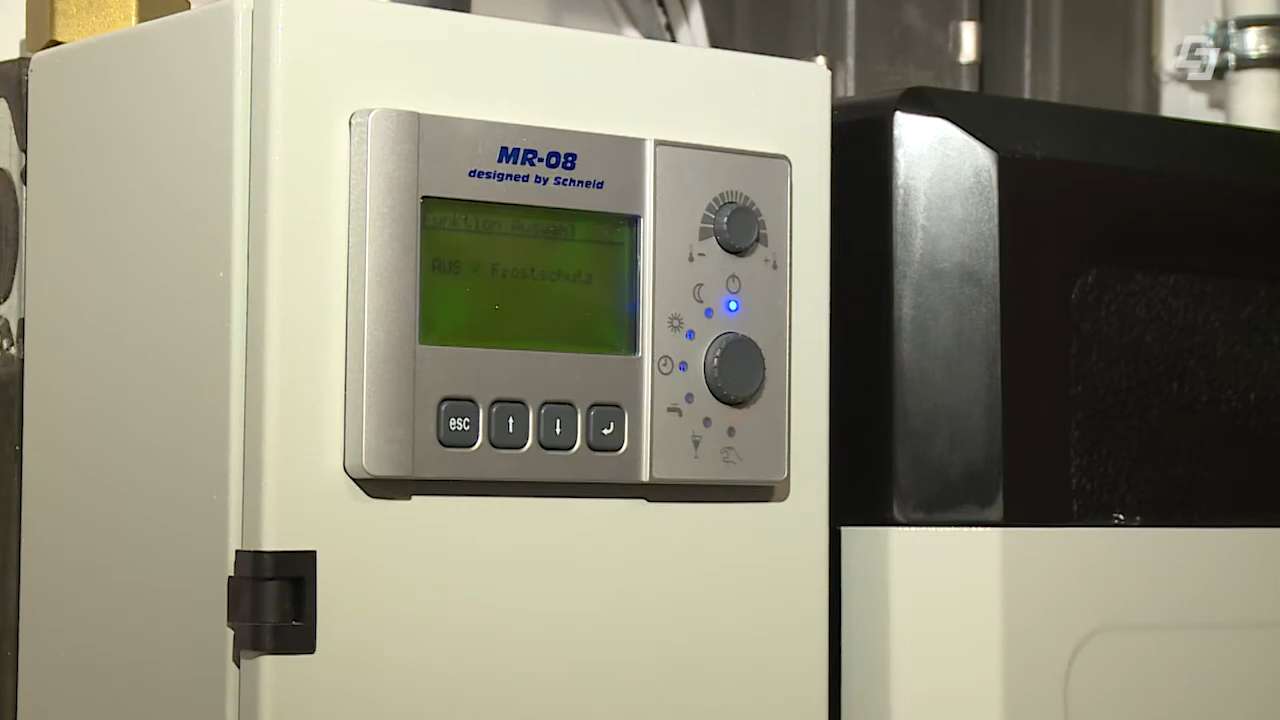 MR-08
designed by Schneid
Funktion Auswahl
AUS / Frostschutz
esc